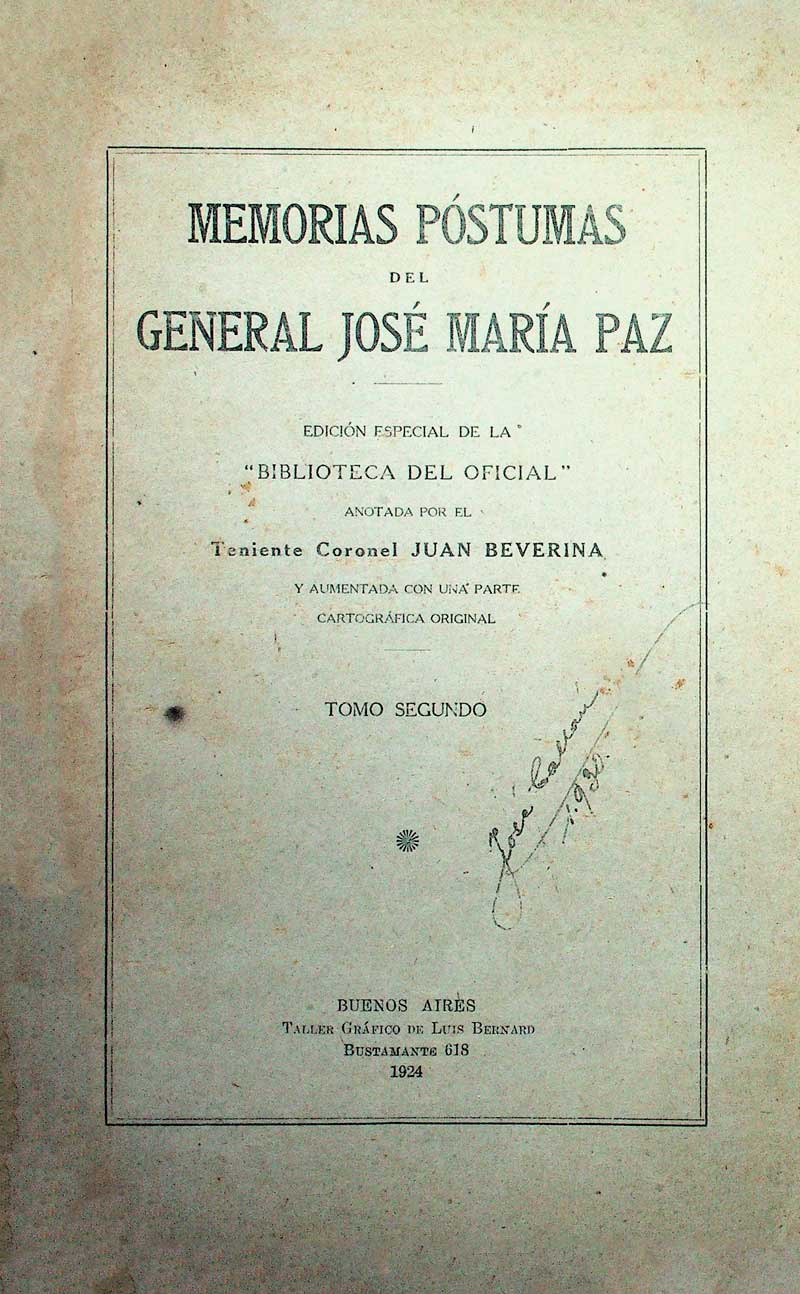 MEMORIAS PÓSTUMAS
DEL
GENERAL JOSÉ MARÍA PAZ
EDICIÓN ESPECIAL DE LA
"BIBLIOTECA DEL OFICIAL"
ANOTADA POR EL
Teniente Coronel JUAN BEVERINA
Y AUMENTADA CON UNA PARTE
CARTOGRÁFICA ORIGINAL
TOMO SEGUNDO
1930
BUENOS AIRES
TALLER GRÁFICO DE LUIS BERNARD
BUSTAMANTE 618
1924